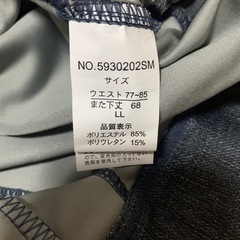 NO.5930202SM
サイズ
ウエスト 77~85
また下丈 68
LL
品質表示
ポリエステル 85%
ポリウレタン 15%